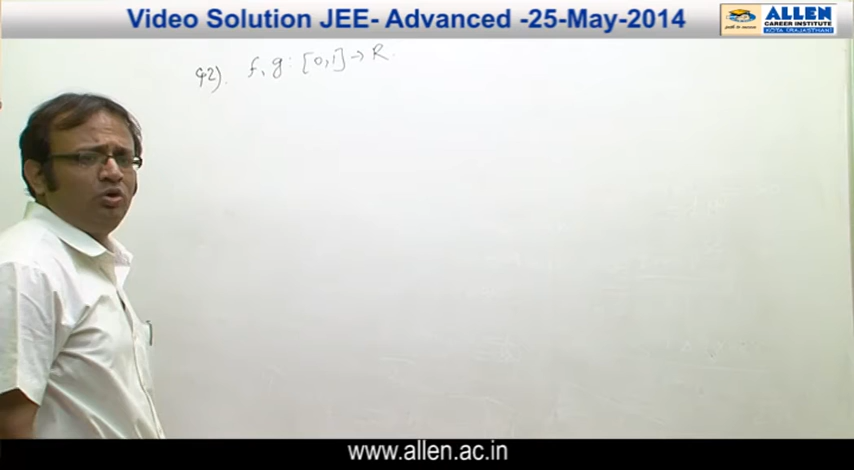 Video Solution JEE- Advanced -25-May-2014
ALLEN
CAREER INSTITUTE
KOTA (RAJASTHAN)
42). f, g : [0,1] → R.
www.allen.ac.in